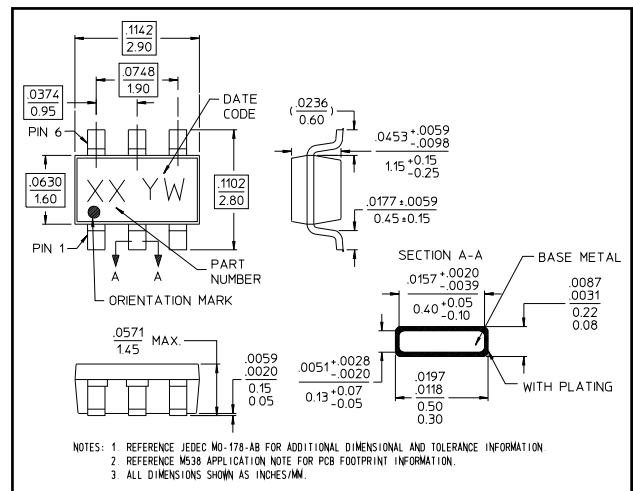 .1142
2.90
.0748
1.90
.0374
0.95
DATE
CODE
PIN 6
(.0236
0.60)
.0453 +.0059
-.0098
1.15 +0.15
-0.25
.0630
1.60
XX YW
.1102
2.80
.0177 ±.0059
0.45 ±0.15
PIN 1
A A
PART
NUMBER
ORIENTATION MARK
SECTION A-A
BASE METAL
.0157 +.0020
-.0039
0.40 +0.05
-0.10
.0087
.0031
0.22
0.08
.0571
1.45
MAX.
.0059
.0020
0.15
0.05
.0051 +.0028
-.0020
0.13 +0.07
-0.05
WITH PLATING
.0197
.0118
0.50
0.30
NOTES: 1. REFERENCE JEDEC MO-178-AB FOR ADDITIONAL DIMENSIONAL AND TOLERANCE INFORMATION.
2. REFERENCE M538 APPLICATION NOTE FOR PCB FOOTPRINT INFORMATION.
3. ALL DIMENSIONS SHOWN AS INCHES/MM.